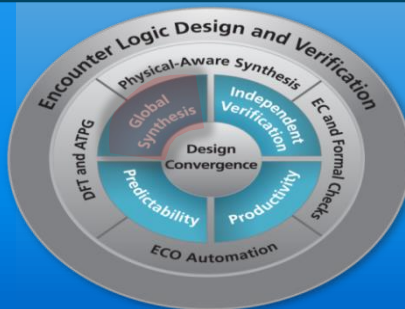 Encounter Logic Design and Verification
Physical-Aware Synthesis
EC and Formal Checks
ECO Automation
DFT and ATPG
Global
Synthesis
Independent
Verification
Productivity
Predictability
Design
Convergence